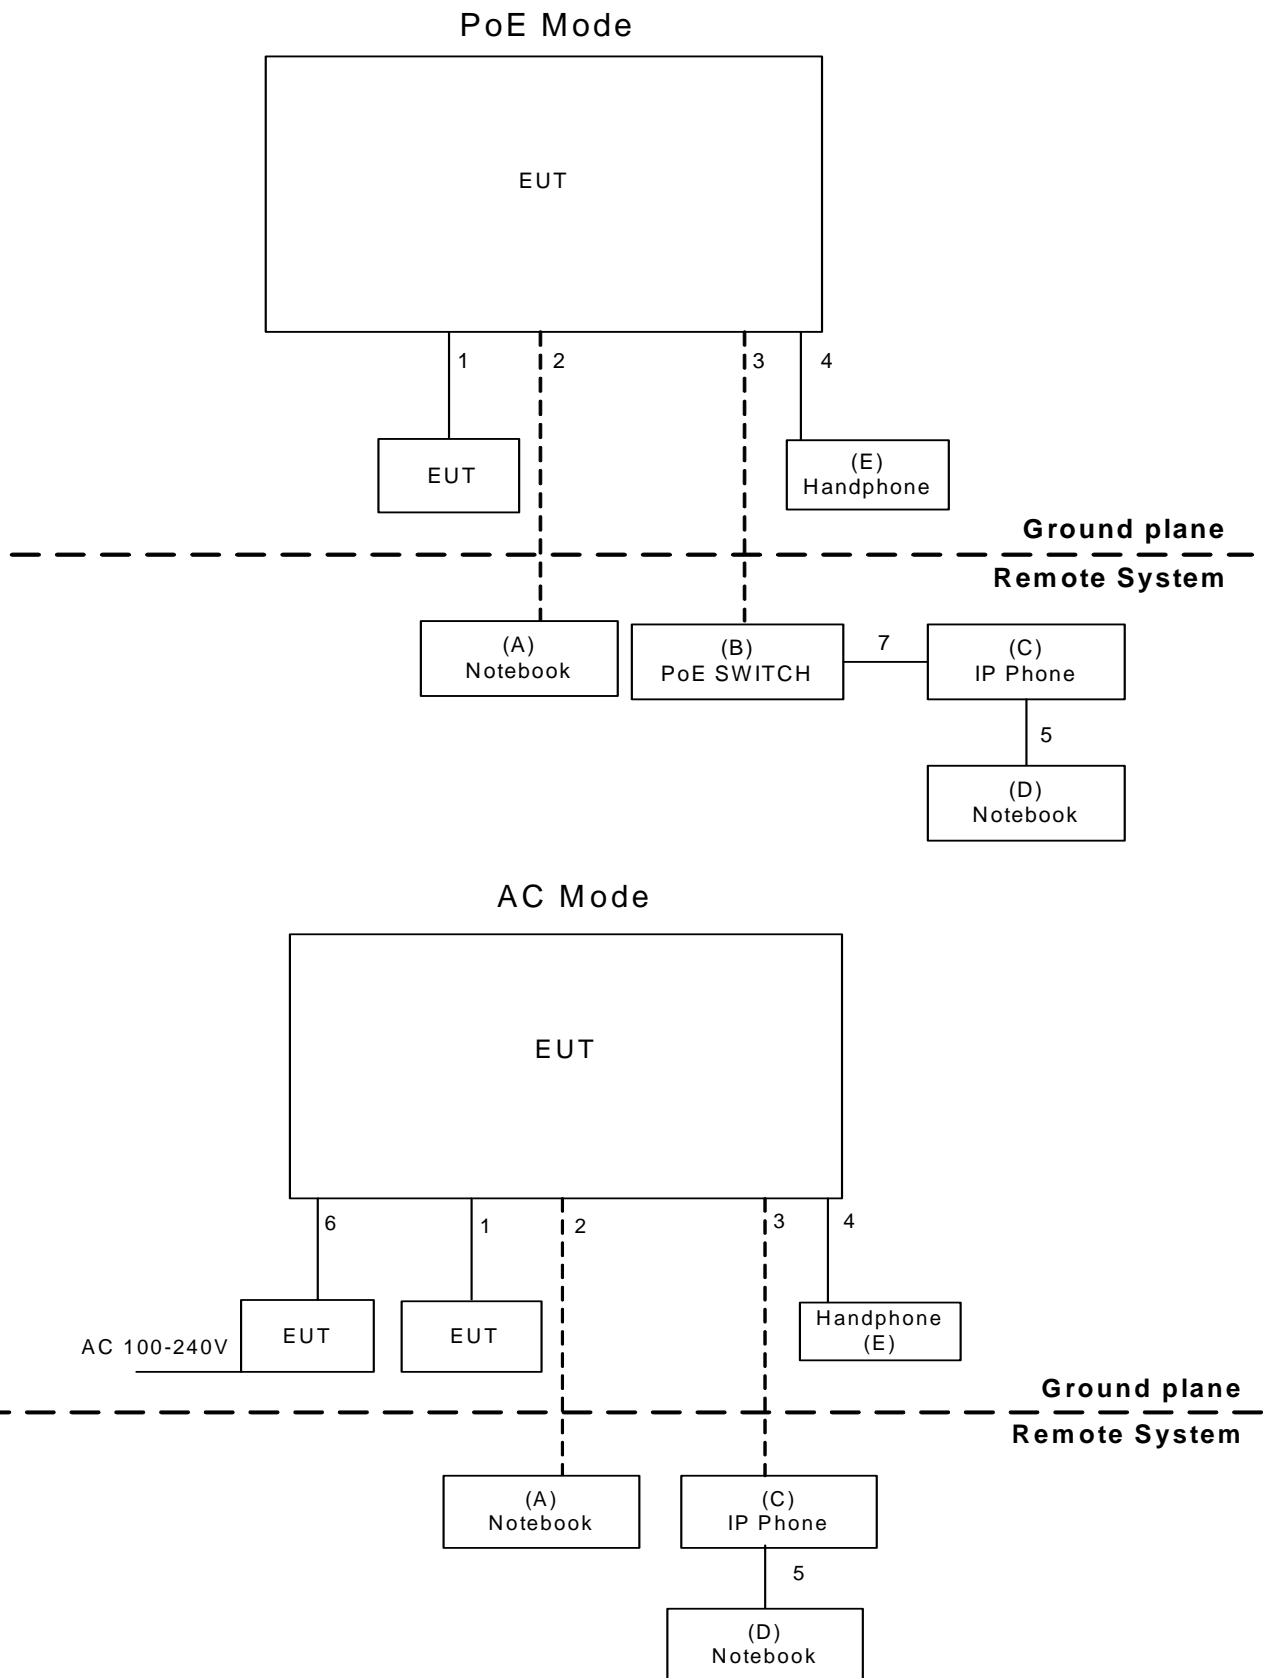 PoE Mode
EUT
1
2
3
4
EUT
(E)
Handphone
Ground plane
Remote System
(A)
Notebook
(B)
PoE SWITCH
7
(C)
IP Phone
5
(D)
Notebook
AC Mode
EUT
6
1
2
3
4
AC 100-240V
EUT
EUT
Handphone
(E)
Ground plane
Remote System
(A)
Notebook
(C)
IP Phone
5
(D)
Notebook